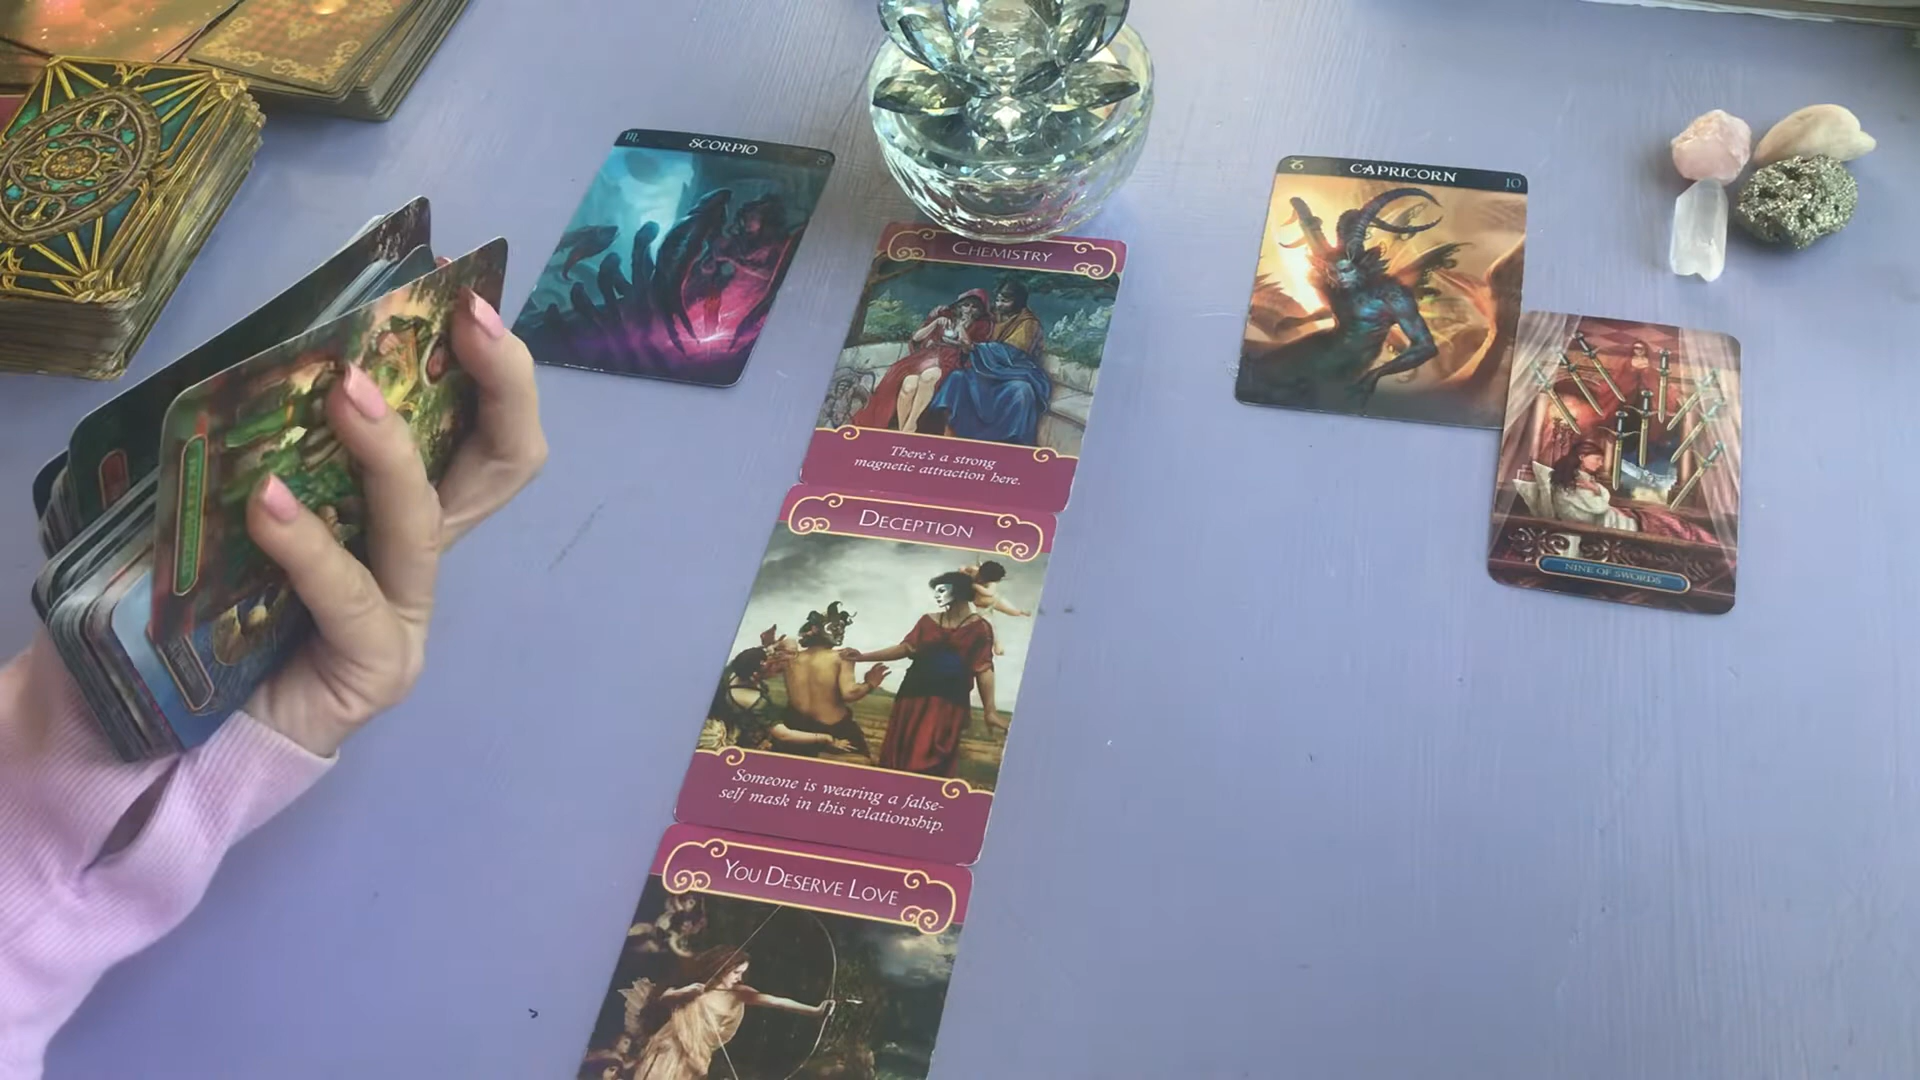 SCORPIO
8
CHEMISTRY
There's a strong
magnetic attraction here.
CAPRICORN
10
DECEPTION
Someone is wearing a false-
self mask in this relationship.
NINE OF SWORDS
YOU DESERVE LOVE